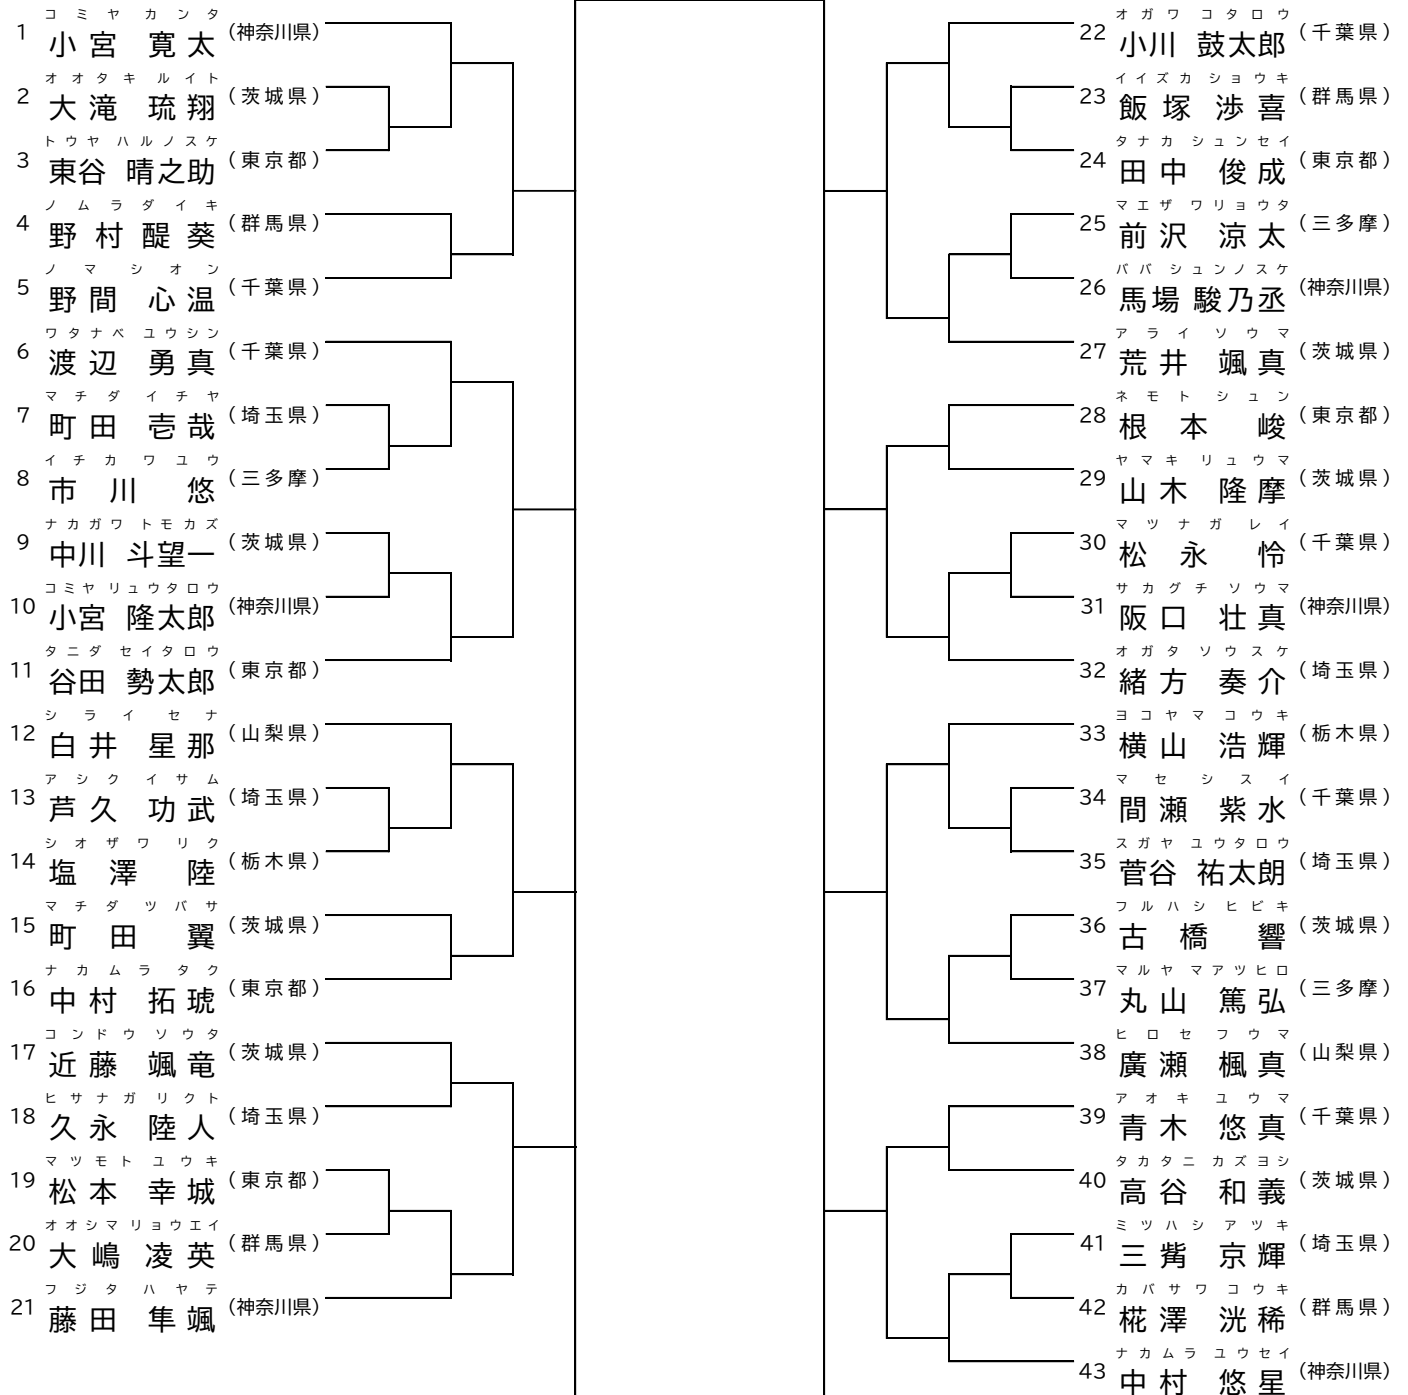 コミヤ カンタ
1 小宮 寛太 (神奈川県)
オオタキ ルイト
2 大滝 琉翔 (茨城県)
トウヤ ハルノスケ
3 東谷 晴之助 (東京都)
ノムラダイキ
4 野村醍葵 (群馬県)
ノマ シオン
5 野間 心温 (千葉県)
ワタナベ ユウシン
6 渡辺 勇真 (千葉県)
マチダ イチヤ
7 町田 壱哉 (埼玉県)
イチカワユウ
8 市川 悠 (三多摩)
ナカガワ トモカズ
9 中川 斗望一 (茨城県)
コミヤ リュウタロウ
10 小宮 隆太郎 (神奈川県)
タニダ セイタロウ
11 谷田 勢太郎 (東京都)
シライ セナ
12 白井 星那 (山梨県)
アシク イサム
13 芦久 功武 (埼玉県)
シオザワ リク
14 塩澤 陸 (栃木県)
マチダ ツバサ
15 町田 翼 (茨城県)
ナカムラ タク
16 中村 拓琥 (東京都)
コンドウ ソウタ
17 近藤 颯竜 (茨城県)
ヒサナガ リクト
18 久永 陸人 (埼玉県)
マツモト ユウキ
19 松本 幸城 (東京都)
オオシマ リョウエイ
20 大嶋 凌英 (群馬県)
フジタ ハヤテ
21 藤田 隼颯 (神奈川県)
オガワ コタロウ
22 小川 鼓太郎 (千葉県)
イイズカ ショウキ
23 飯塚 渉喜 (群馬県)
タナカ シュンセイ
24 田中 俊成 (東京都)
マエザ ワリョウタ
25 前沢 涼太 (三多摩)
ババ シュンノスケ
26 馬場 駿乃丞 (神奈川県)
アライ ソウマ
27 荒井 颯真 (茨城県)
ネモト シュン
28 根本 峻 (東京都)
ヤマキ リュウマ
29 山木 隆摩 (茨城県)
マツナガ レイ
30 松永 怜 (千葉県)
サカグチ ソウマ
31 阪口 壮真 (神奈川県)
オガタ ソウスケ
32 緒方 奏介 (埼玉県)
ヨコヤマ コウキ
33 横山 浩輝 (栃木県)
マセ シスイ
34 間瀬 紫水 (千葉県)
スガヤ ユウタロウ
35 菅谷 祐太朗 (埼玉県)
フルハシ ヒビキ
36 古橋 響 (茨城県)
マルヤ マアツヒロ
37 丸山 篤弘 (三多摩)
ヒロセ フウマ
38 廣瀬 楓真 (山梨県)
アオキ ユウマ
39 青木 悠真 (千葉県)
タカタニ カズヨシ
40 高谷 和義 (茨城県)
ミツハシ アツキ
41 三觜 京輝 (埼玉県)
カバサワ コウキ
42 椛澤 洸稀 (群馬県)
ナカムラ ユウセイ
43 中村 悠星 (神奈川県)